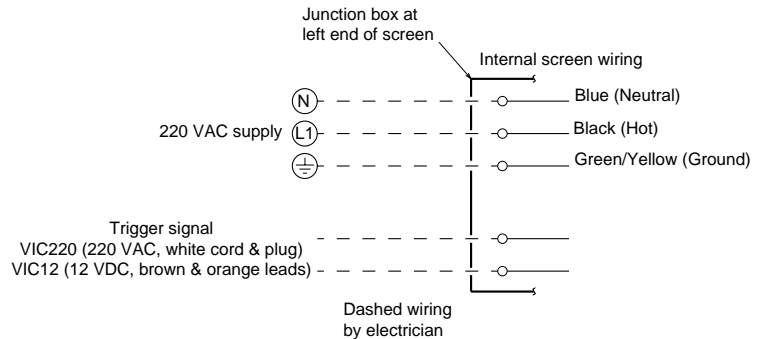 Junction box at
left end of screen
Internal screen wiring
N
Blue (Neutral)
220 VAC supply
L1
Black (Hot)
Green/Yellow (Ground)
Trigger signal
VIC220 (220 VAC, white cord & plug)
VIC12 (12 VDC, brown & orange leads)
Dashed wiring
by electrician